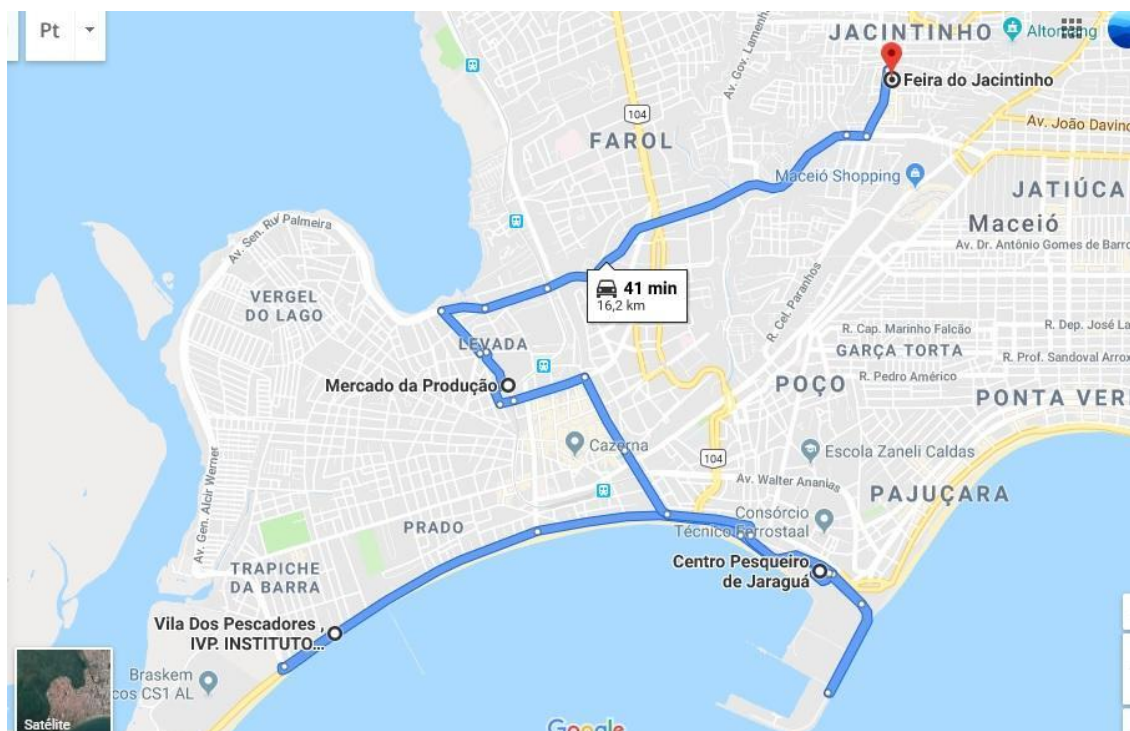 Pt
JACINTINHO
Feira do Jacintinho
Av. Gov. Lamenha
104
FAROL
Av. João Davino
Maceió Shopping
JATIÚCA
Maceió
Av. Dr. Antônio Gomes de Barro
Av. Sen. Rui Palmeira
41 min
16,2 km
VERGEL
DO LAGO
R. Cel. Paranhos
R. Cap. Marinho Falcão
R. Dep. José La
LEVADA
GARÇA TORTA
R. Prof. Sandoval Arrox
R. Pedro Américo
Mercado da Produção
POÇO
PONTA VER
Cazerna
Escola Zaneli Caldas
104
Av. Walter Ananias
PAJUÇARA
Av. Gen. Alcir Werner
PRADO
Consórcio
Técnico Ferrostaal
Centro Pesqueiro
de Jaraguá
TRAPICHE
DA BARRA
Vila Dos Pescadores ,
IVP. INSTITUTO...
Braskem
cos CS1 AL
Satélite
Google